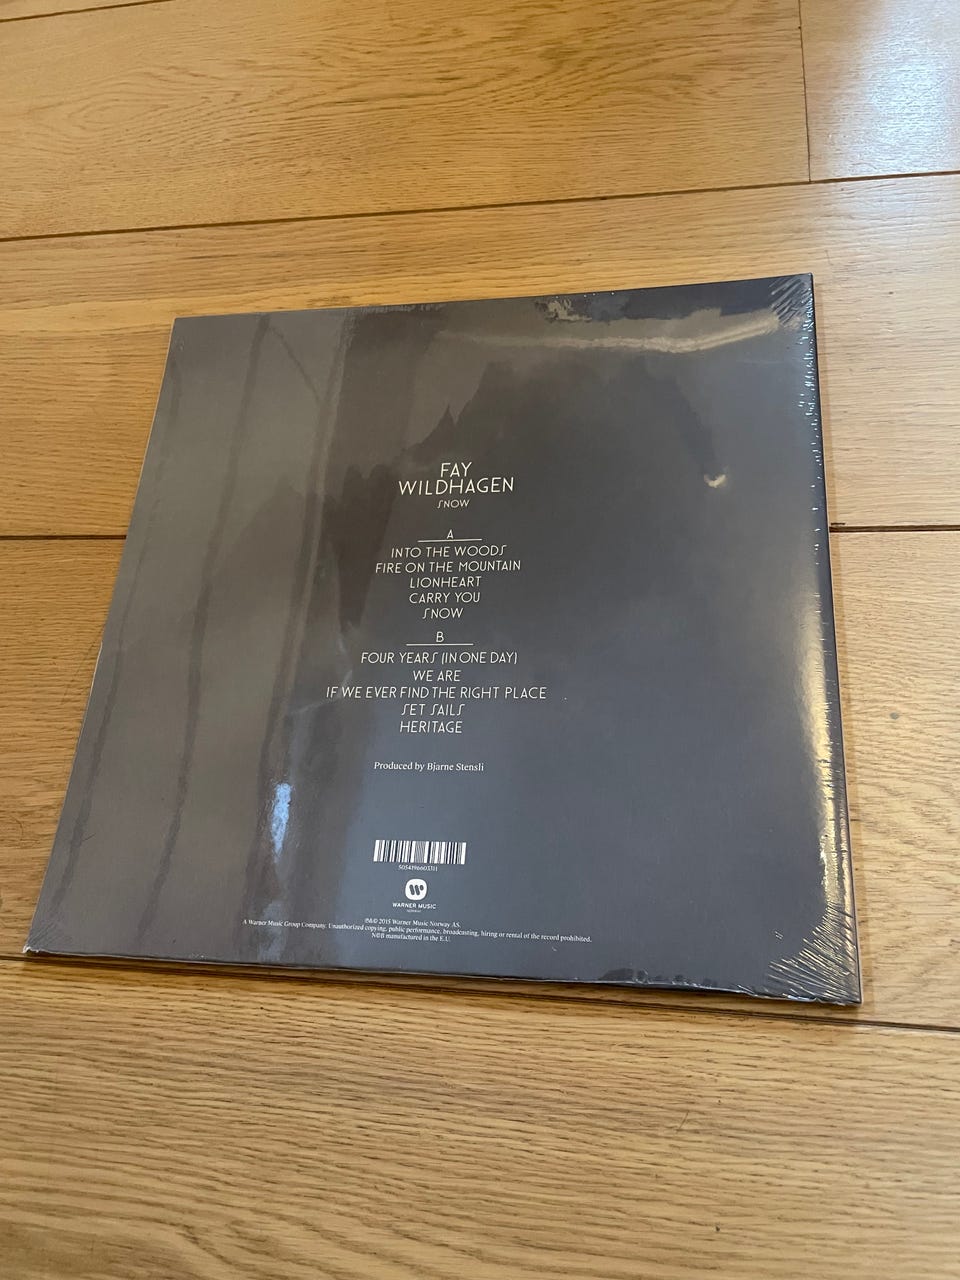 FAY
WILDHAGEN
SNOW
A
INTO THE WOODS
FIRE ON THE MOUNTAIN
LIONHEART
CARRY YOU
SNOW
B
FOUR YEARS (IN ONE DAY)
WE ARE
IF WE EVER FIND THE RIGHT PLACE
SET SAILS
HERITAGE
Produced by Bjarne Stensli
5054196603311
WARNER MUSIC
NORWAY
℗&© 2015 Warner Music Norway AS.
A Warner Music Group Company. Unauthorized copying, public performance, broadcasting, hiring or rental of the record prohibited.
N©B manufactured in the E.U.